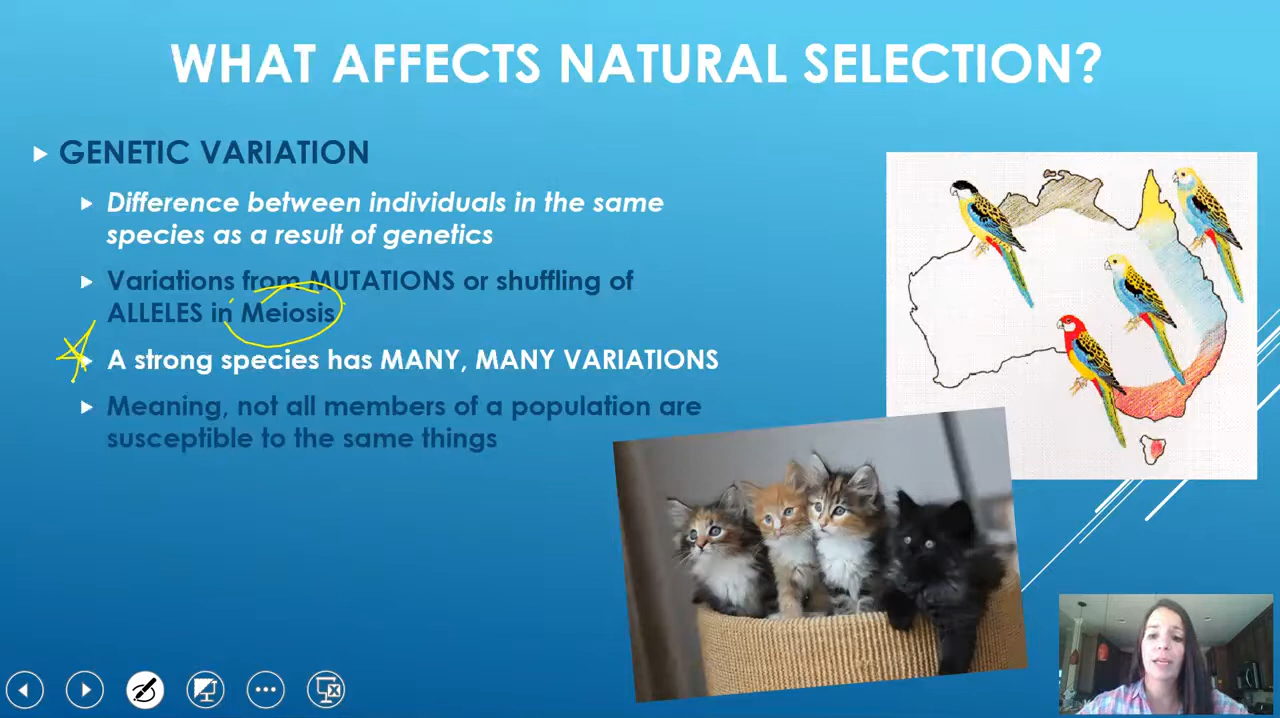 WHAT AFFECTS NATURAL SELECTION?
GENETIC VARIATION
Difference between individuals in the same
species as a result of genetics
Variations from MUTATIONS or shuffling of
ALLELES in Meiosis
A strong species has MANY, MANY VARIATIONS
Meaning, not all members of a population are
susceptible to the same things